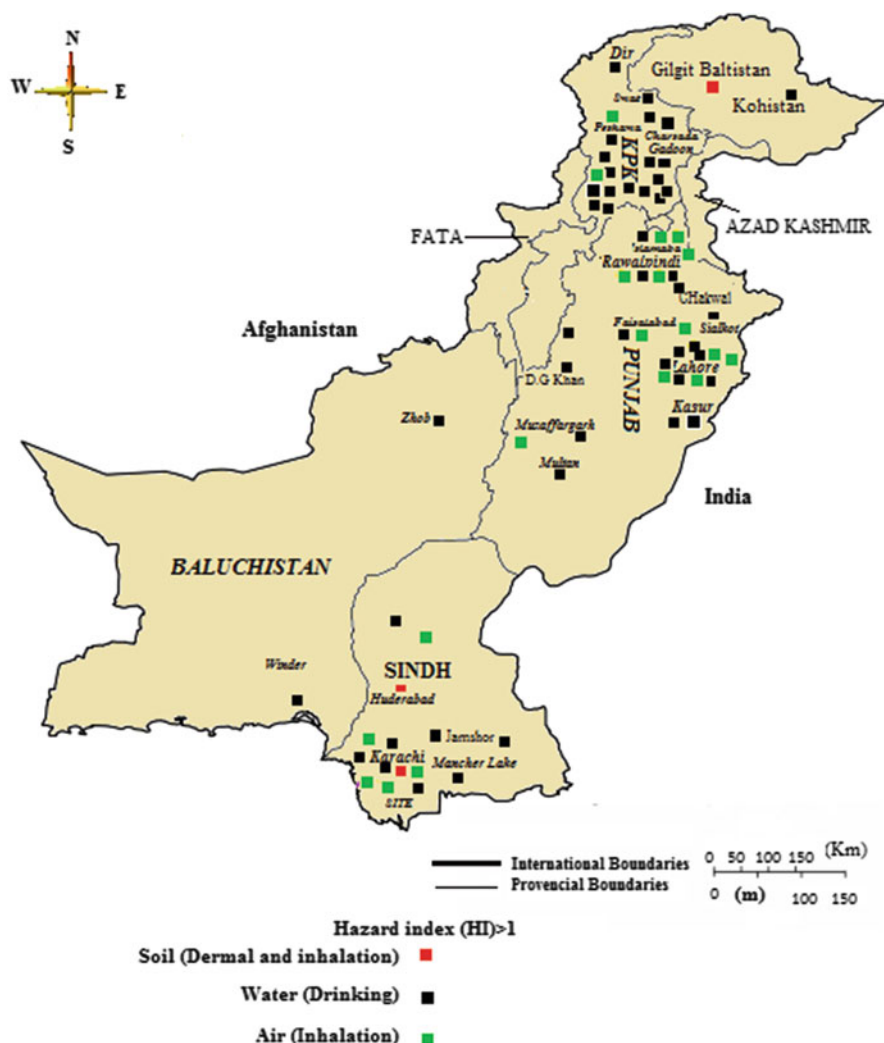 N
W E
S
Dir
Gilgit Baltistan
Kohistan
Swat
Peshawa
Charsada
Gadoon
KPK
AZAD KASHMIR
FATA
Islamaba
Rawalpindi
CHakwal
Afghanistan
Faisalabad
Sialkot
PUNJAB
Lahore
D.G Khan
Kasur
Zhob
Muzaffargarh
Multan
India
BALUCHISTAN
SINDH
Winder
Huderabad
Jamshor
Karachi
Mancher Lake
SITE
International Boundaries
Provencial Boundaries
0 50 100 150 (Km)
0 (m) 100 150
Hazard index (HI)>1
Soil (Dermal and inhalation)
Water (Drinking)
Air (Inhalation)